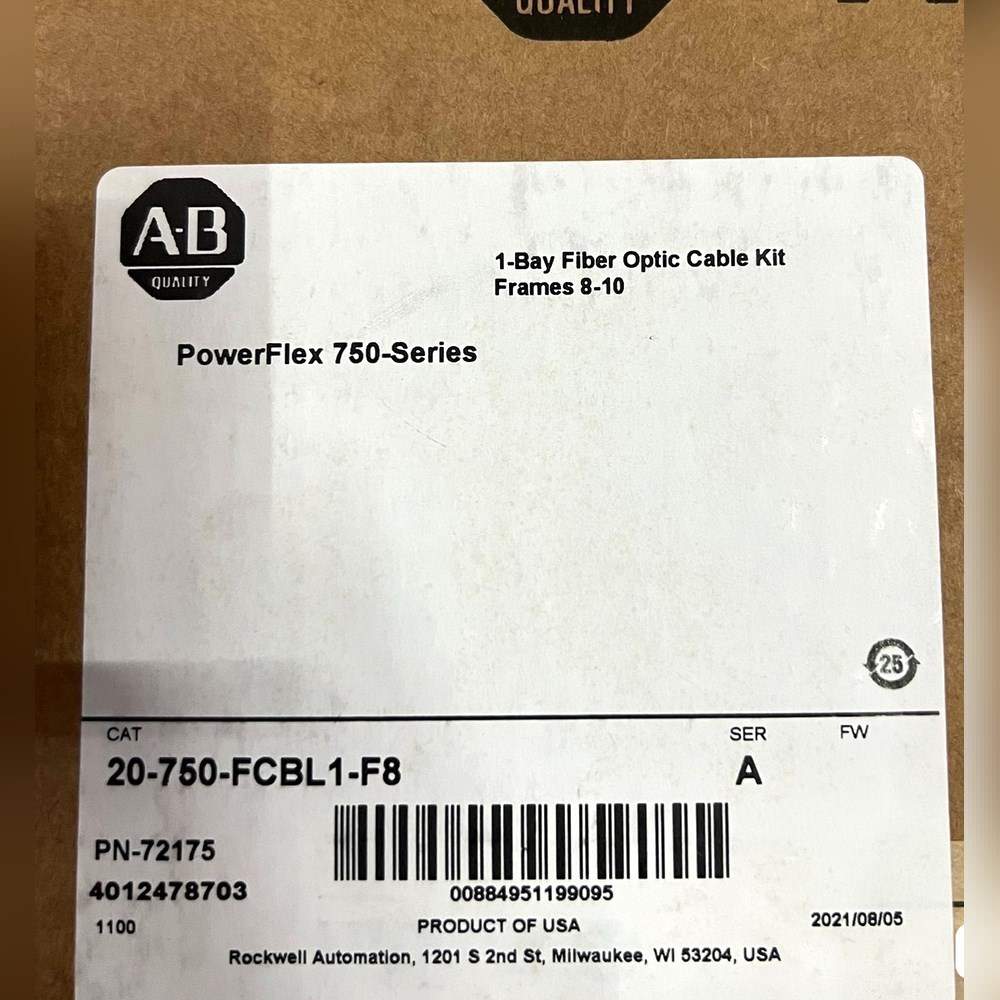 QUALITY
A-B
QUALITY
1-Bay Fiber Optic Cable Kit
Frames 8-10
PowerFlex 750-Series
25
CAT
SER
FW
20-750-FCBL1-F8
A
PN-72175
4012478703
00884951199095
1100
PRODUCT OF USA
2021/08/05
Rockwell Automation, 1201 S 2nd St, Milwaukee, WI 53204, USA